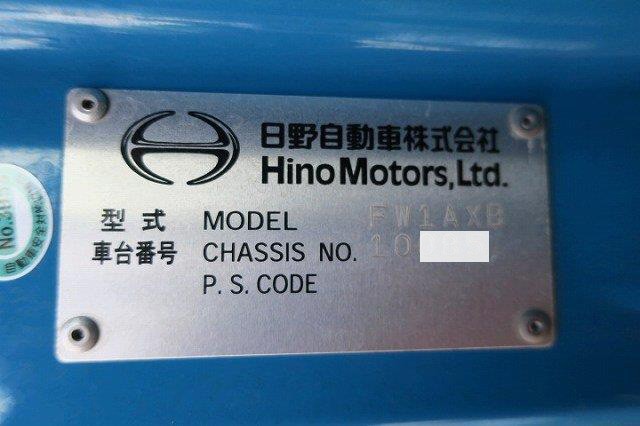 日野自動車株式会社
Hino Motors, Ltd.
型式 MODEL FW1AXB
車台番号 CHASSIS NO. 10
P.S. CODE